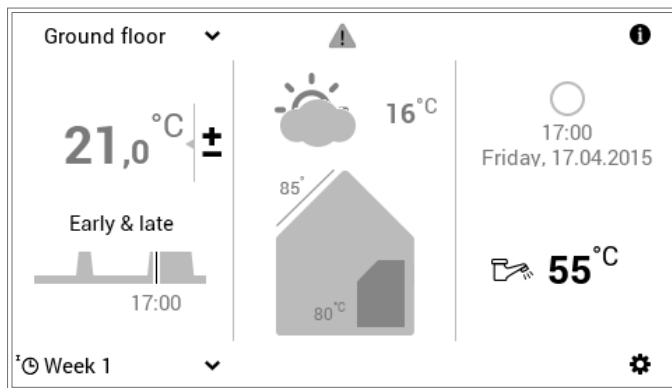 Ground floor
21,0 °C ±
Early & late
17:00
Week 1
16 °C
85°
80 °C
17:00
Friday, 17.04.2015
55 °C